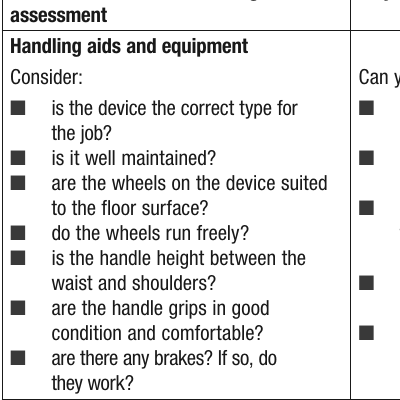 assessment
Handling aids and equipment
Consider:
■ is the device the correct type for
the job?
■ is it well maintained?
■ are the wheels on the device suited
to the floor surface?
■ do the wheels run freely?
■ is the handle height between the
waist and shoulders?
■ are the handle grips in good
condition and comfortable?
■ are there any brakes? If so, do
they work?
Can y
■
■
■
■
■